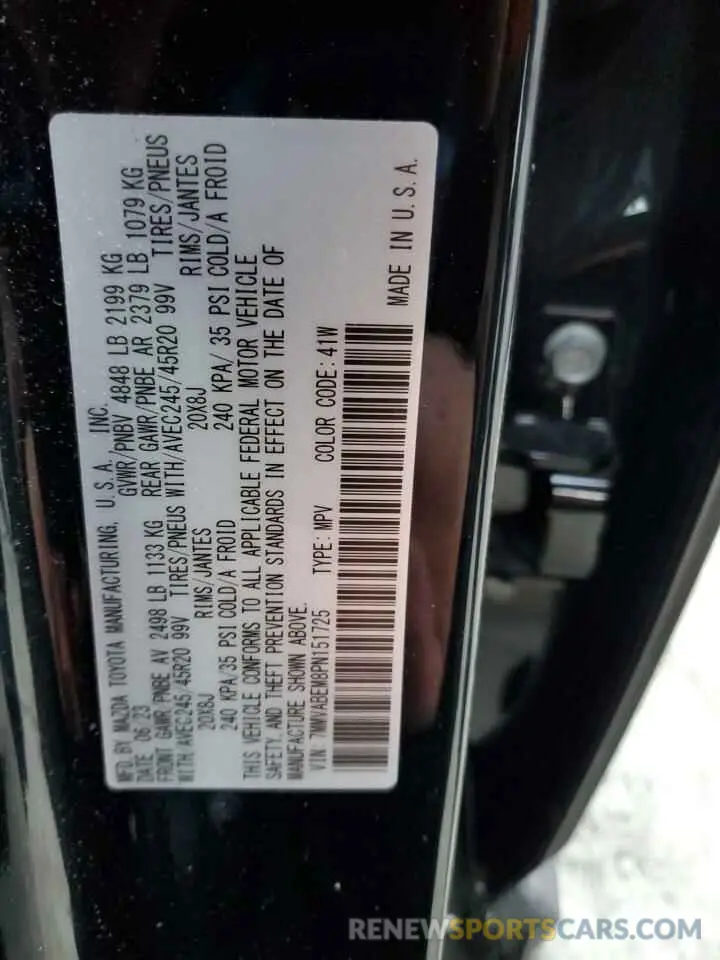 MFD.BY MAZDA TOYOTA MANUFACTURING, U.S.A., INC.
DATE 06/23 GVWR/PNBV 4848 LB 2199 KG
FRONT GAWR/PNBE AV 2498 LB 1133 KG REAR GAWR/PNBE AR 2379 LB 1079 KG
WITH/AVEC245/45R20 99V TIRES/PNEUS WITH/AVEC245/45R20 99V TIRES/PNEUS
20X8J RIMS/JANTES 20X8J RIMS/JANTES
240 KPA/35 PSI COLD/A FROID 240 KPA/ 35 PSI COLD/A FROID
THIS VEHICLE CONFORMS TO ALL APPLICABLE FEDERAL MOTOR VEHICLE
SAFETY,AND THEFT PREVENTION STANDARDS IN EFFECT ON THE DATE OF
MANUFACTURE SHOWN ABOVE.
VIN 7MMVABEM8PN151725 TYPE: MPV COLOR CODE:41W
MADE IN U.S.A.
RENEWSPORTSCARS.COM